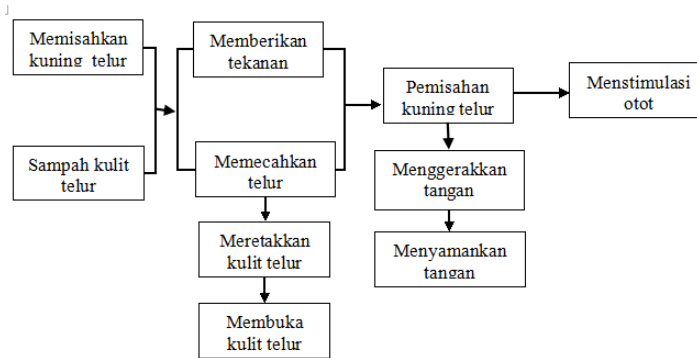 Memisahkan
kuning telur
Memberikan
tekanan
Pemisahan
kuning telur
Menstimulasi
otot
Sampah kulit
telur
Memecahkan
telur
Menggerakkan
tangan
Meretakkan
kulit telur
Menyamankan
tangan
Membuka
kulit telur